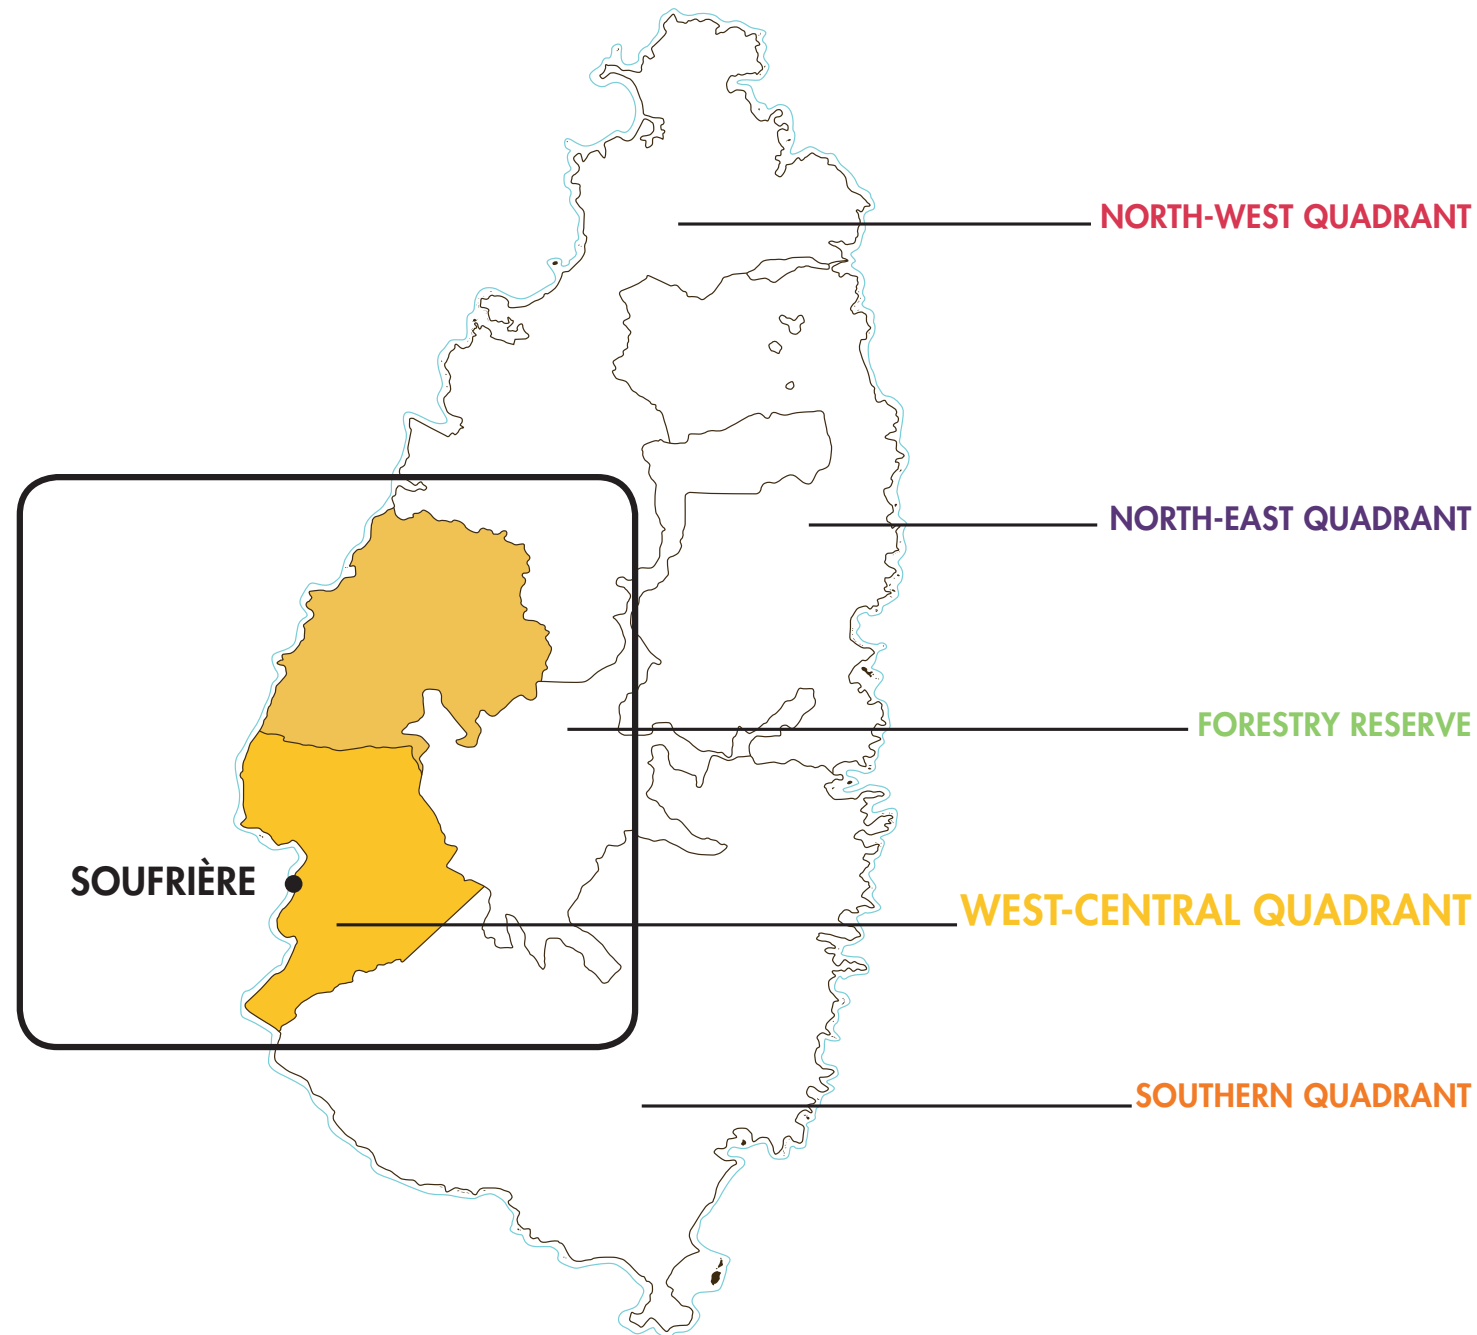 NORTH-WEST QUADRANT
NORTH-EAST QUADRANT
FORESTRY RESERVE
SOUFRIÈRE
WEST-CENTRAL QUADRANT
SOUTHERN QUADRANT